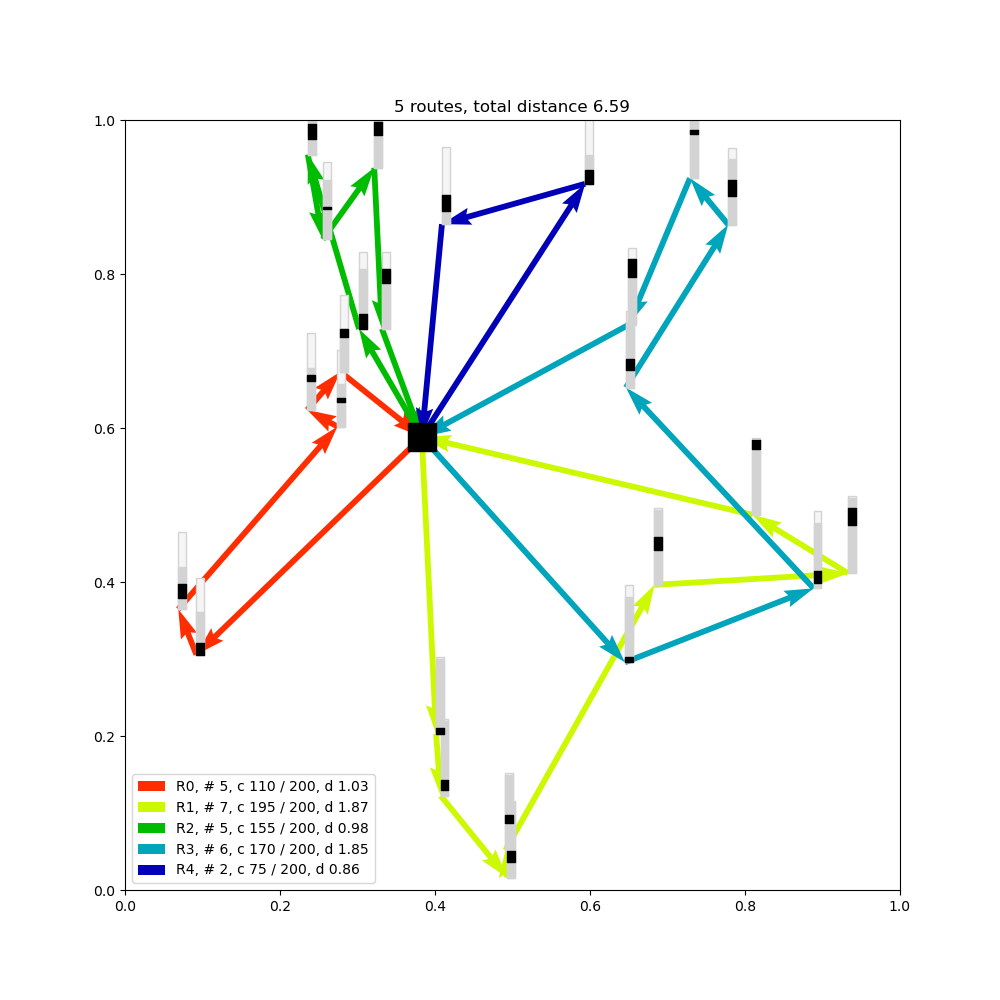 5 routes, total distance 6.59
1.0
0.8
0.6
0.4
0.2
0.0
R0, # 5, c 110 / 200, d 1.03
R1, # 7, c 195 / 200, d 1.87
R2, # 5, c 155 / 200, d 0.98
R3, # 6, c 170 / 200, d 1.85
R4, # 2, c 75 / 200, d 0.86
0.0 0.2 0.4 0.6 0.8 1.0